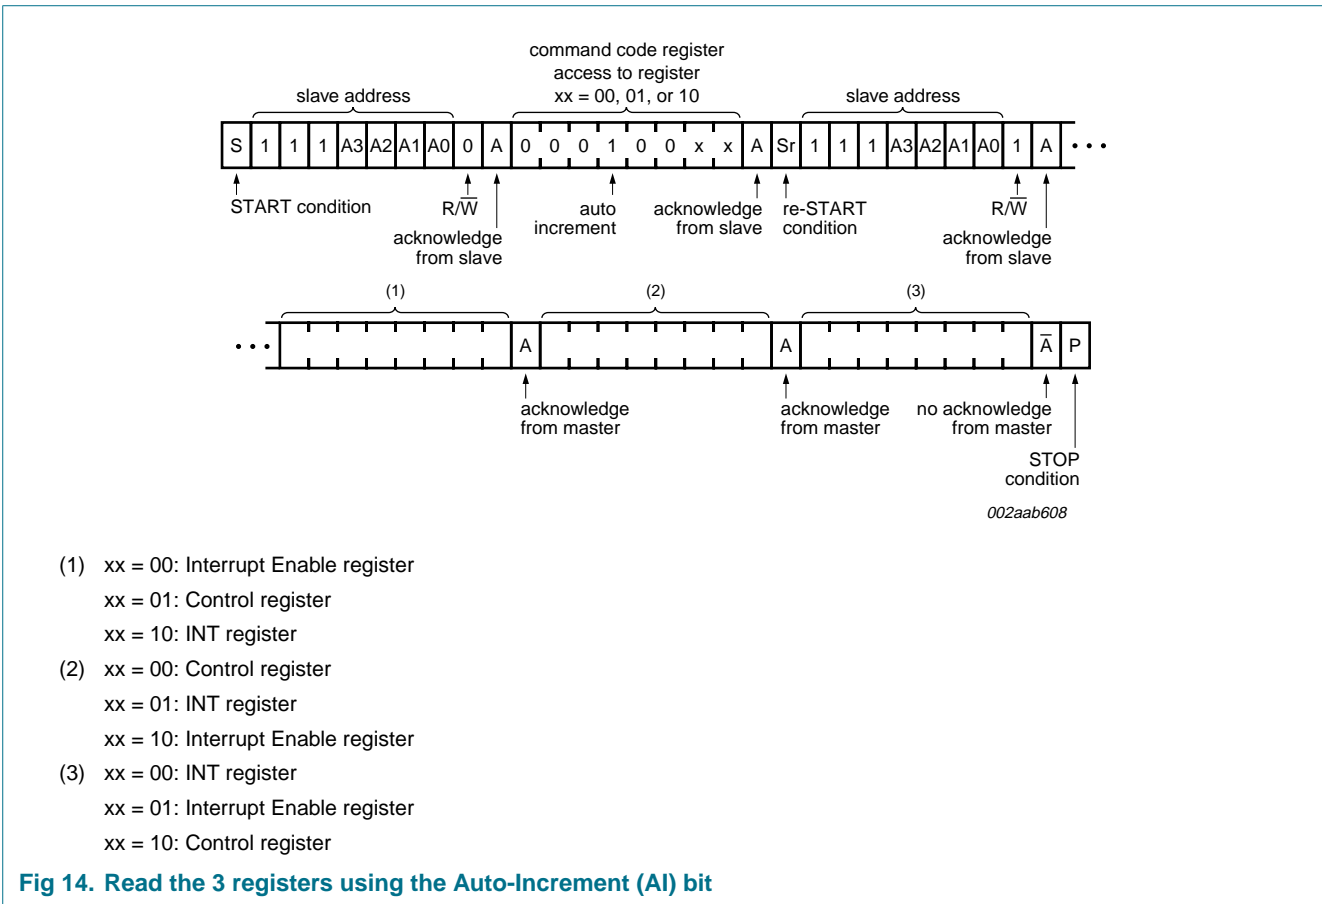 command code register
access to register
xx = 00, 01, or 10
slave address
slave address
S 1 1 1 A3 A2 A1 A0 0 A 0 0 0 1 0 0 x x A Sr 1 1 1 A3 A2 A1 A0 1 A • • •
START condition
R/W̅
auto
increment
acknowledge
from slave
re-START
condition
R/W̅
acknowledge
from slave
acknowledge
from slave
(1) (2) (3)
• • • A A A̅ P
acknowledge
from master
acknowledge
from master
no acknowledge
from master
STOP
condition
002aab608
(1) xx = 00: Interrupt Enable register
xx = 01: Control register
xx = 10: INT register
(2) xx = 00: Control register
xx = 01: INT register
xx = 10: Interrupt Enable register
(3) xx = 00: INT register
xx = 01: Interrupt Enable register
xx = 10: Control register
Fig 14. Read the 3 registers using the Auto-Increment (AI) bit